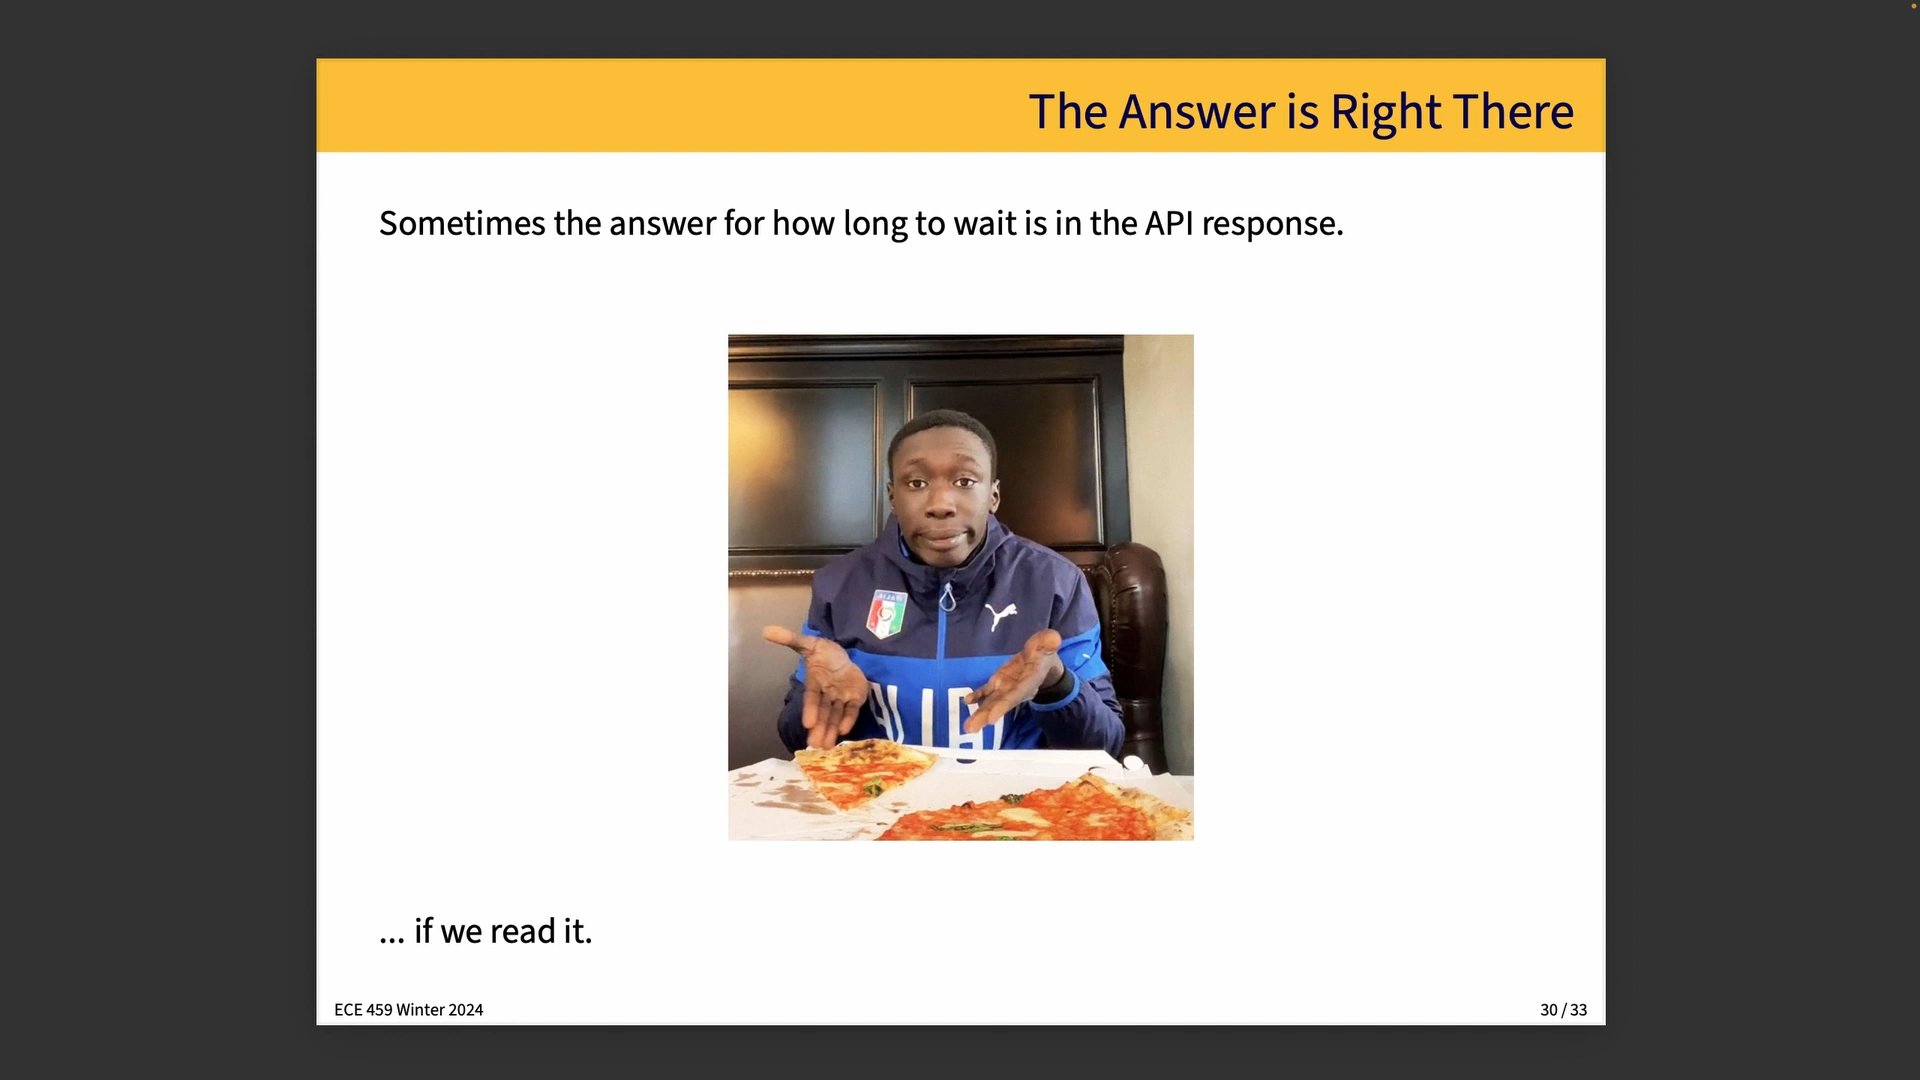 The Answer is Right There
Sometimes the answer for how long to wait is in the API response.
... if we read it.
ECE 459 Winter 2024
30 / 33